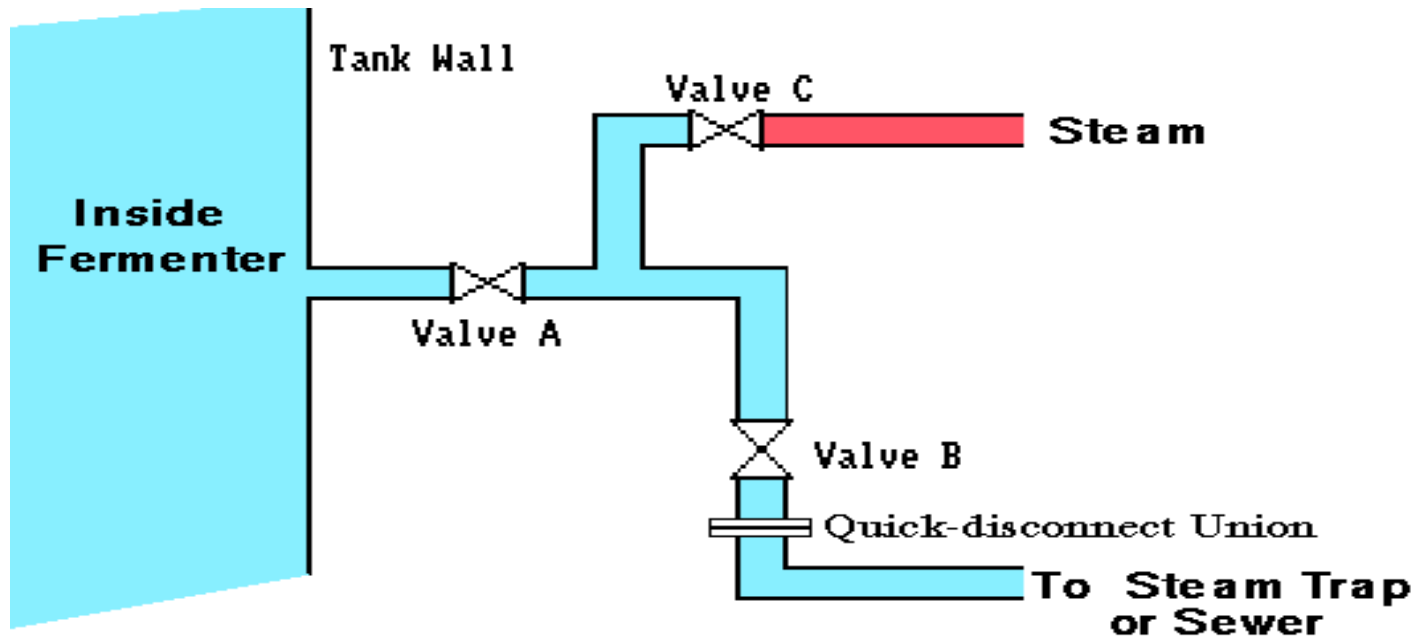 Tank Wall
Valve C
Steam
Inside
Fermenter
Valve A
Valve B
Quick-disconnect Union
To Steam Trap
or Sewer